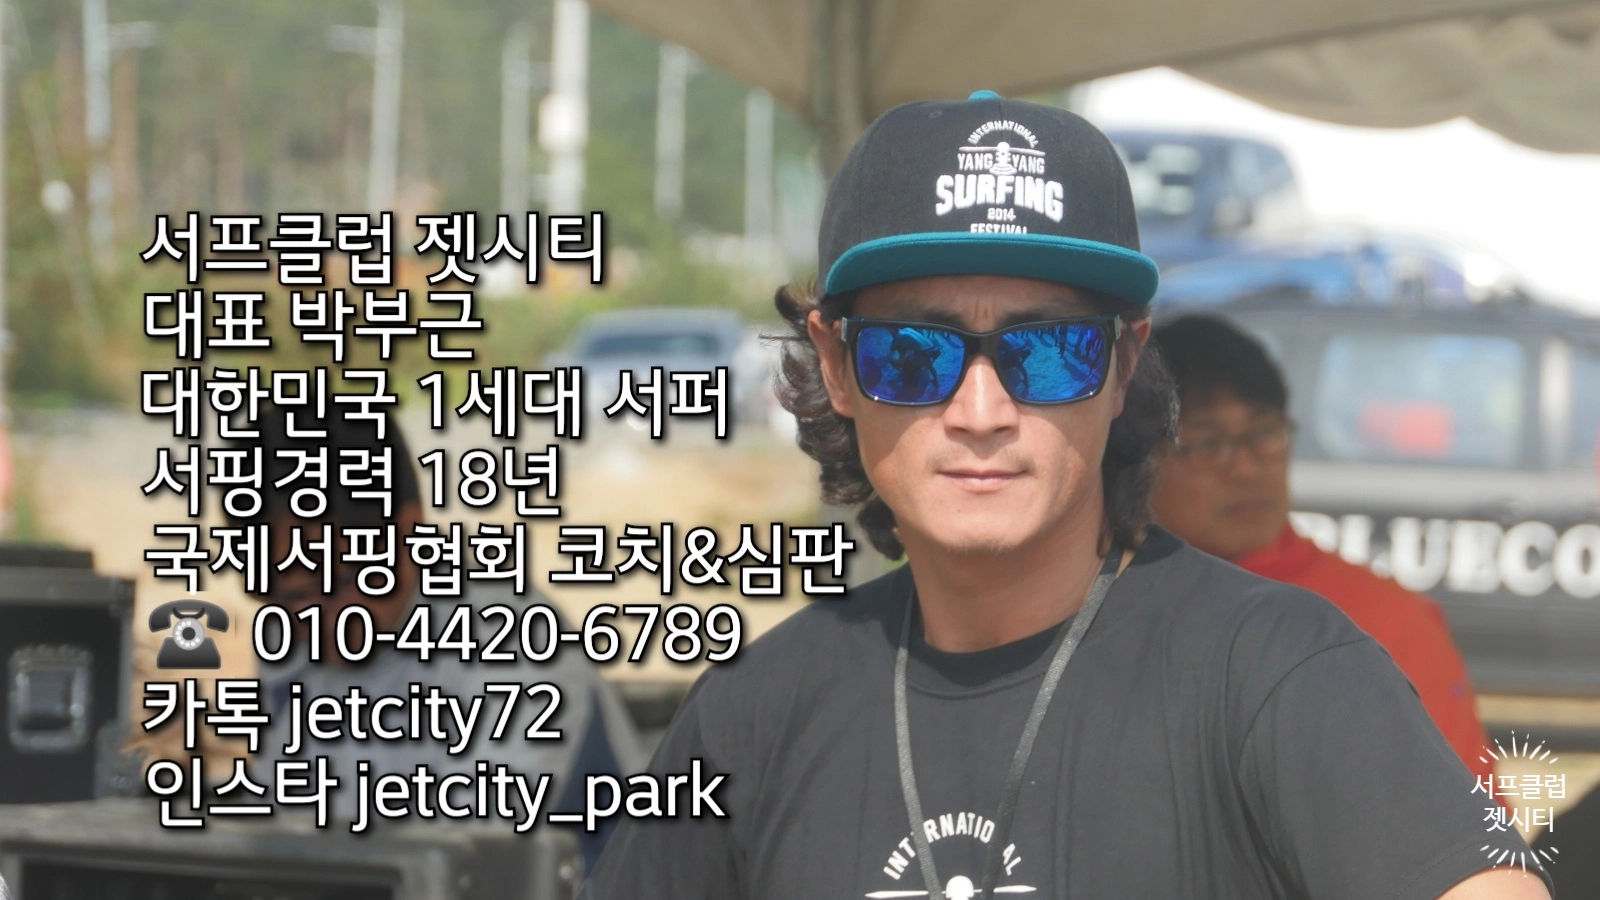 서프클럽 젯시티
대표 박부근
대한민국 1세대 서퍼
서핑경력 18년
국제서핑협회 코치&심판
☎ 010-4420-6789
카톡 jetcity72
인스타 jetcity_park
INTERNATIONAL
YANG YANG
SURFING
2014
FESTIVAL
BLUECO
INTERNATIONAL
서프클럽
젯시티